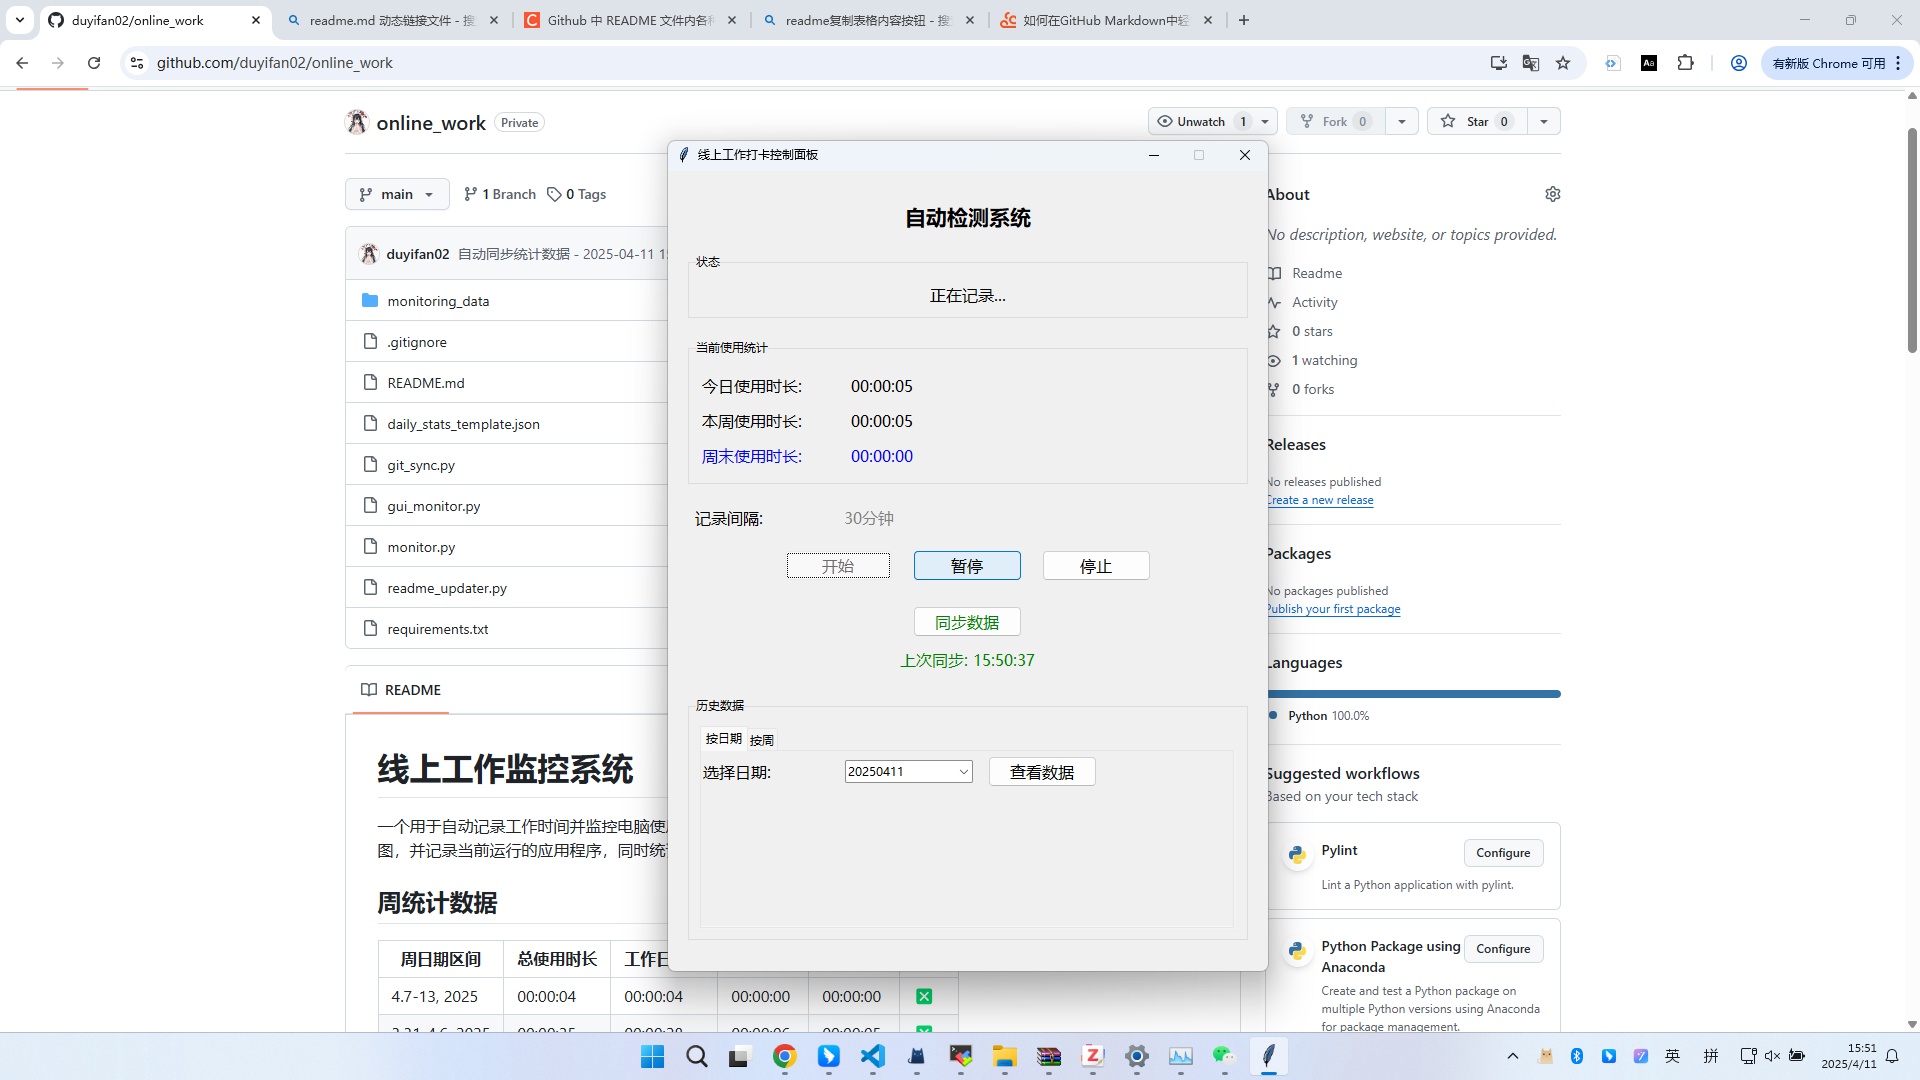 duyifan02/online_work
readme.md 动态链接文件 - 搜
Github 中 README 文件内各种
readme复制表格内容按钮 - 搜
如何在GitHub Markdown中轻
github.com/duyifan02/online_work
有新版 Chrome 可用
online_work Private
Unwatch 1
Fork 0
Star 0
main
1 Branch
0 Tags
duyifan02 自动同步统计数据 - 2025-04-11 1
monitoring_data
.gitignore
README.md
daily_stats_template.json
git_sync.py
gui_monitor.py
monitor.py
readme_updater.py
requirements.txt
README
线上工作监控系统
一个用于自动记录工作时间并监控电脑使
图，并记录当前运行的应用程序，同时统
周统计数据
周日期区间 总使用时长 工作日
4.7-13, 2025 00:00:04 00:00:04 00:00:00 00:00:00
线上工作打卡控制面板
自动检测系统
状态
正在记录...
当前使用统计
今日使用时长: 00:00:05
本周使用时长: 00:00:05
周末使用时长: 00:00:00
记录间隔: 30分钟
开始 暂停 停止
同步数据
上次同步: 15:50:37
历史数据
按日期 按周
选择日期: 20250411 查看数据
About
No description, website, or topics provided.
Readme
Activity
0 stars
1 watching
0 forks
Releases
No releases published
Create a new release
Packages
No packages published
Publish your first package
Languages
Python 100.0%
Suggested workflows
Based on your tech stack
Pylint
Configure
Lint a Python application with pylint.
Python Package using Anaconda
Configure
Create and test a Python package on
multiple Python versions using Anaconda
for package management.
英
拼
15:51
2025/4/11